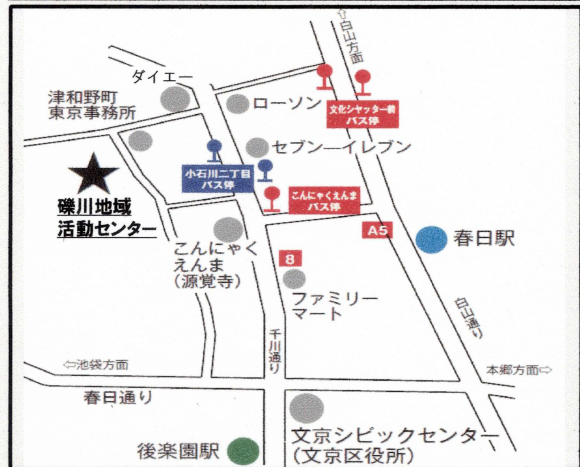 ⇧白山方面
ダイエー
津和野町
東京事務所
ローソン
文化シヤッター前
バス停
セブン―イレブン
小石川二丁目
バス停
こんにゃくえんま
バス停
礫川地域
活動センター
こんにゃく
えんま
(源覚寺)
8
A5
春日駅
ファミリー
マート
白山通り
千川通り
⇦池袋方面
本郷方面⇨
春日通り
文京シビックセンター
(文京区役所)
後楽園駅